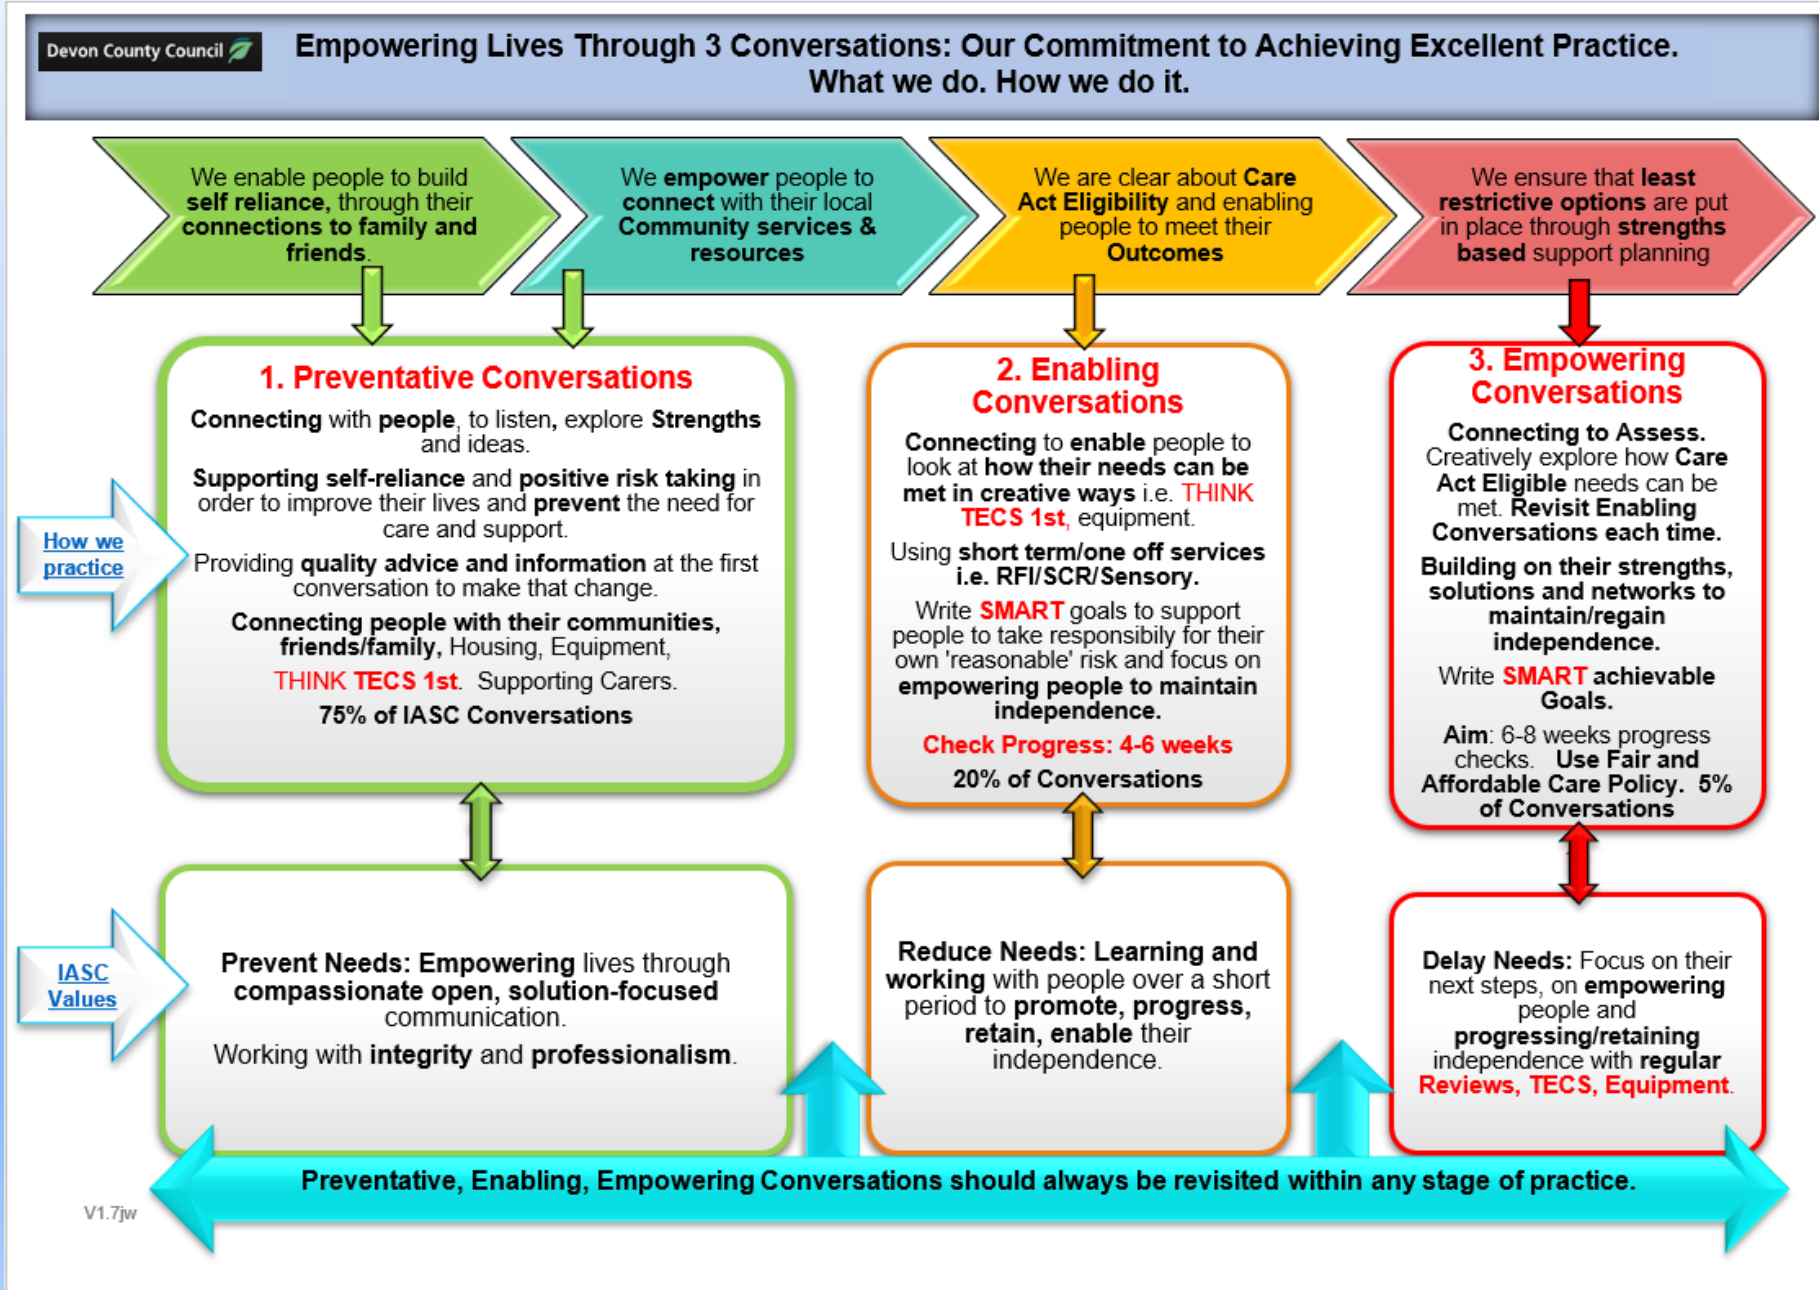 Devon County Council
Empowering Lives Through 3 Conversations: Our Commitment to Achieving Excellent Practice.
What we do. How we do it.
We enable people to build
self reliance, through their
connections to family and
friends.
We empower people to
connect with their local
Community services &
resources
We are clear about Care
Act Eligibility and enabling
people to meet their
Outcomes
We ensure that least
restrictive options are put
in place through strengths
based support planning
How we
practice
1. Preventative Conversations
Connecting with people, to listen, explore Strengths
and ideas.
Supporting self-reliance and positive risk taking in
order to improve their lives and prevent the need for
care and support.
Providing quality advice and information at the first
conversation to make that change.
Connecting people with their communities,
friends/family, Housing, Equipment,
THINK TECS 1st. Supporting Carers.
75% of IASC Conversations
2. Enabling
Conversations
Connecting to enable people to
look at how their needs can be
met in creative ways i.e. THINK
TECS 1st, equipment.
Using short term/one off services
i.e. RFI/SCR/Sensory.
Write SMART goals to support
people to take responsibily for their
own 'reasonable' risk and focus on
empowering people to maintain
independence.
Check Progress: 4-6 weeks
20% of Conversations
3. Empowering
Conversations
Connecting to Assess.
Creatively explore how Care
Act Eligible needs can be
met. Revisit Enabling
Conversations each time.
Building on their strengths,
solutions and networks to
maintain/regain
independence.
Write SMART achievable
Goals.
Aim: 6-8 weeks progress
checks. Use Fair and
Affordable Care Policy. 5%
of Conversations
IASC
Values
Prevent Needs: Empowering lives through
compassionate open, solution-focused
communication.
Working with integrity and professionalism.
Reduce Needs: Learning and
working with people over a short
period to promote, progress,
retain, enable their
independence.
Delay Needs: Focus on their
next steps, on empowering
people and
progressing/retaining
independence with regular
Reviews, TECS, Equipment.
Preventative, Enabling, Empowering Conversations should always be revisited within any stage of practice.
V1.7jw